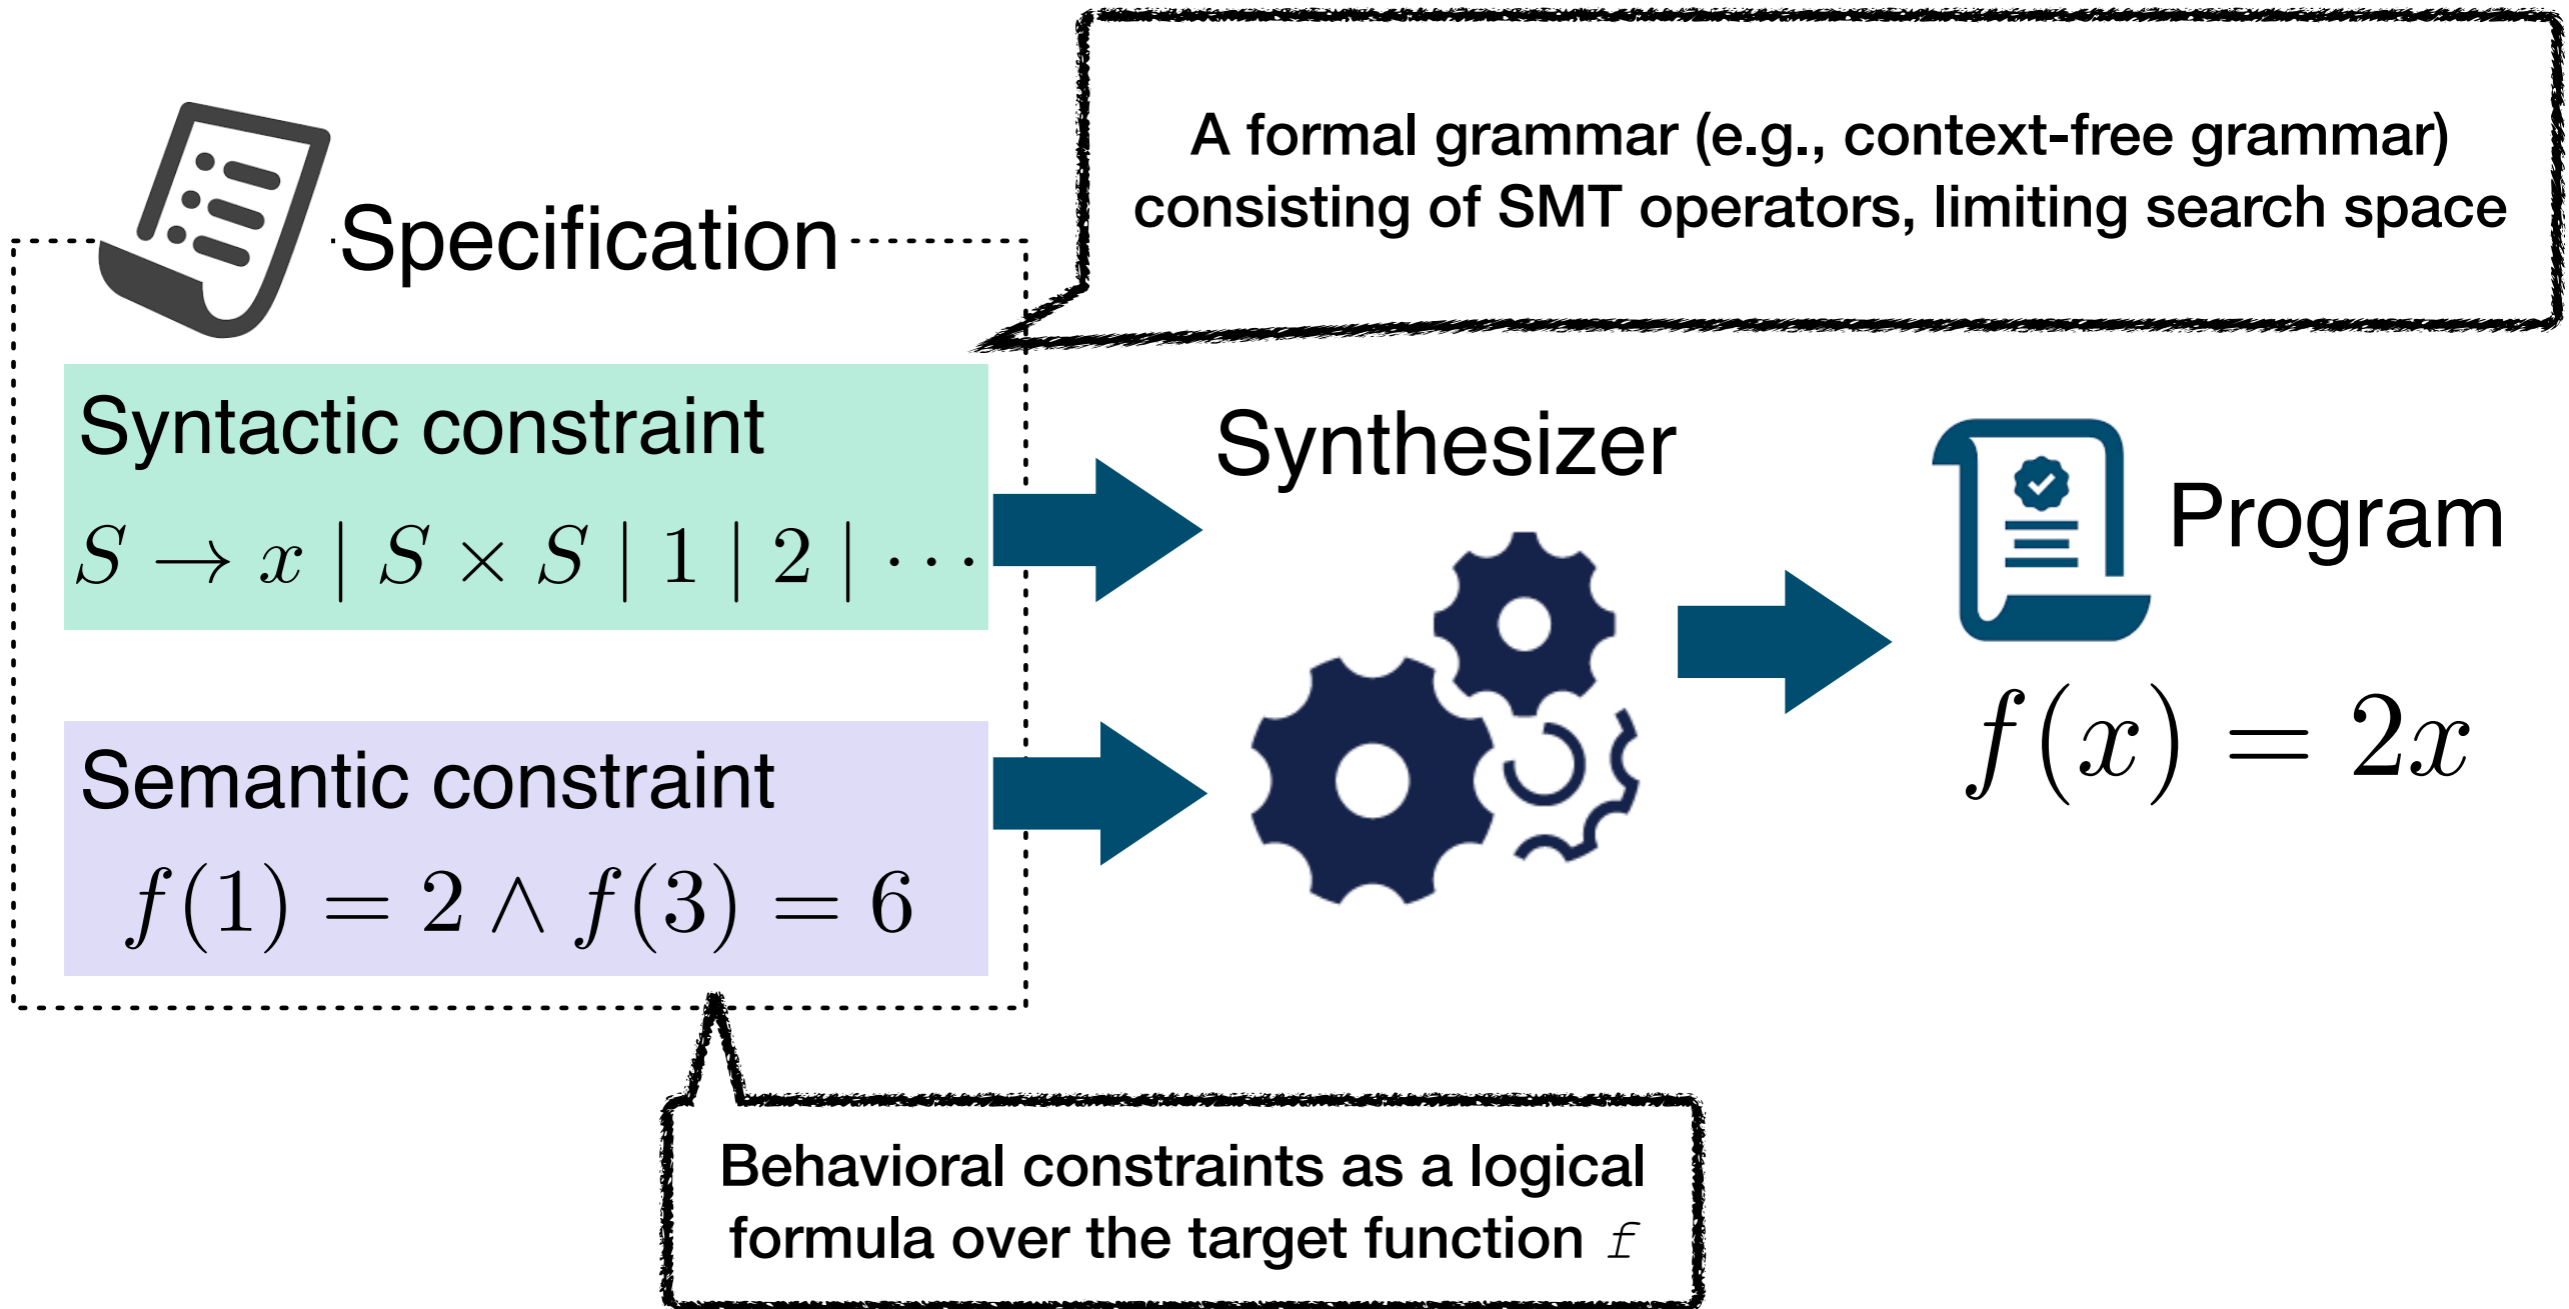 A formal grammar (e.g., context-free grammar)
consisting of SMT operators, limiting search space
Specification
Syntactic constraint
S → x | S × S | 1 | 2 | ···
Semantic constraint
f(1) = 2 ∧ f(3) = 6
Synthesizer
Program
f(x) = 2x
Behavioral constraints as a logical
formula over the target function f